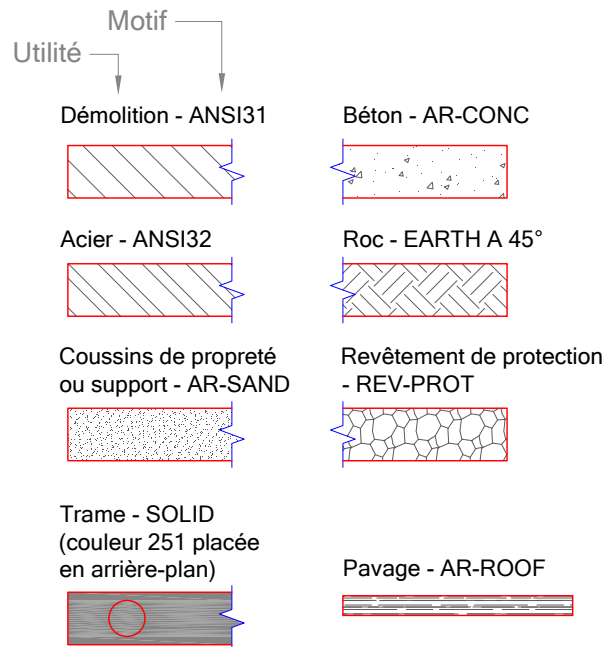 Motif
Utilité
Démolition - ANSI31
Béton - AR-CONC
Acier - ANSI32
Roc - EARTH A 45°
Coussins de propreté
ou support - AR-SAND
Revêtement de protection
- REV-PROT
Trame - SOLID
(couleur 251 placée
en arrière-plan)
Pavage - AR-ROOF